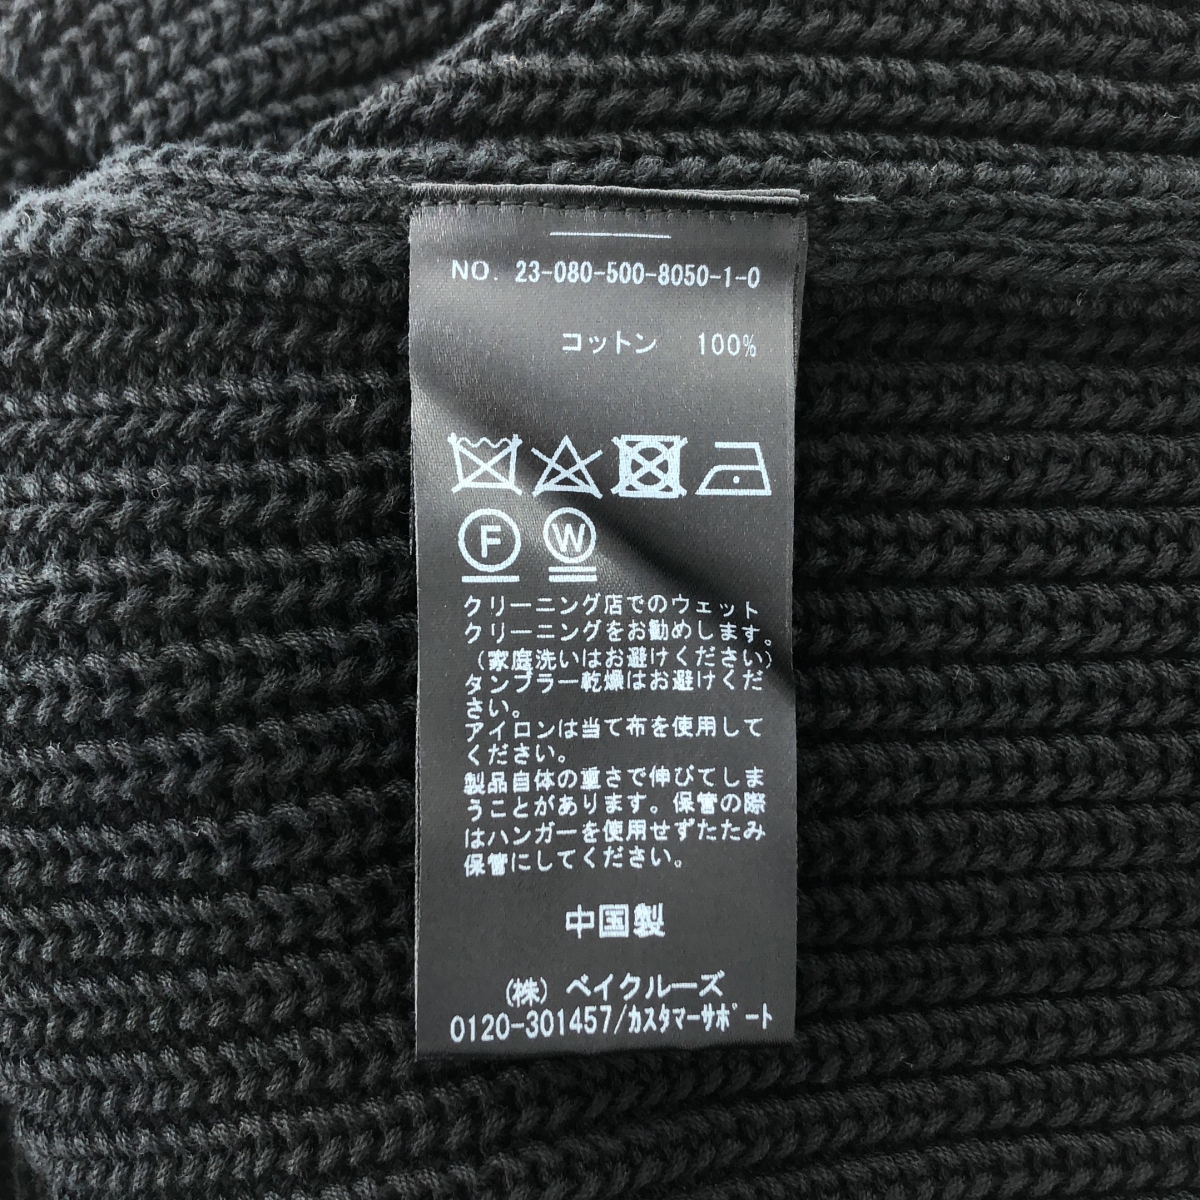 NO. 23-080-500-8050-1-0
コットン 100%
F W
クリーニング店でのウェット
クリーニングをお勧めします。
(家庭洗いはお避けください)
タンブラー乾燥はお避けくだ
さい。
アイロンは当て布を使用して
ください。
製品自体の重さで伸びてしま
うことがあります。保管の際
はハンガーを使用せずたたみ
保管にしてください。
中国製
(株) ベイクルーズ
0120-301457/カスタマーサポート